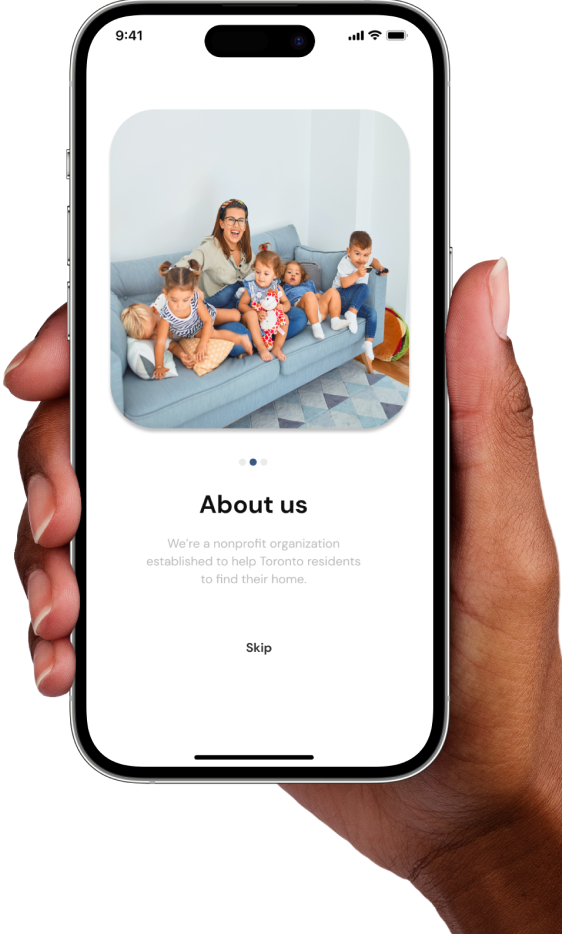 9:41
About us
We're a nonprofit organization
established to help Toronto residents
to find their home.
Skip